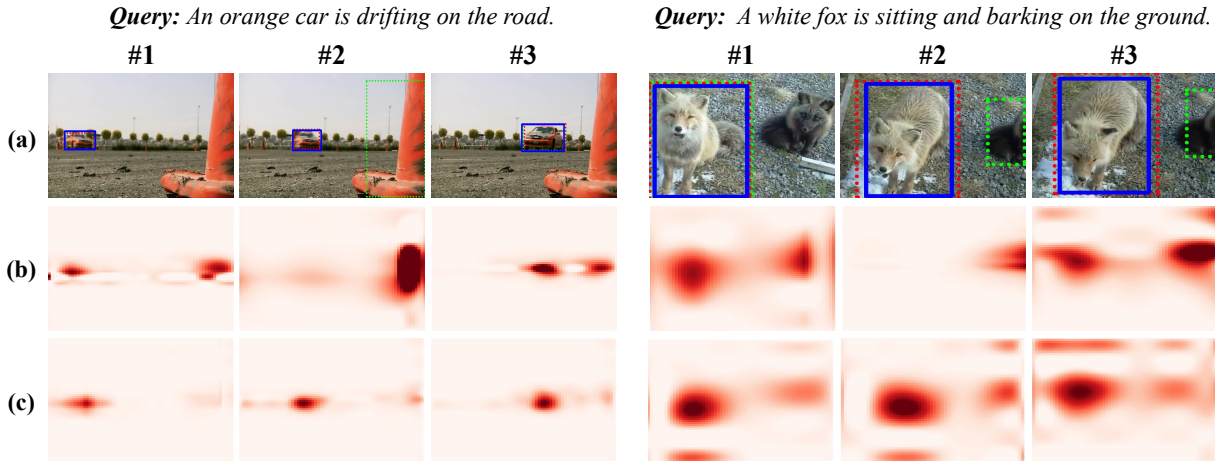 Query: An orange car is drifting on the road.
Query: A white fox is sitting and barking on the ground.
#1 #2 #3 #1 #2 #3
(a)
(b)
(c)